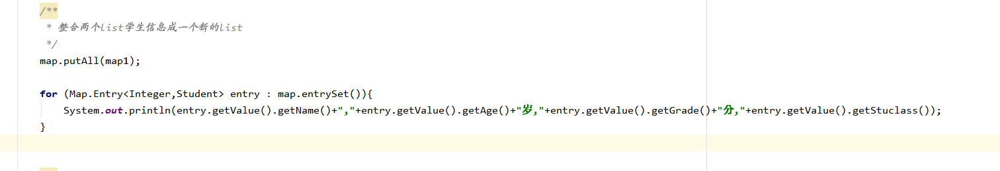 /**
* 整合两个list学生信息成一个新的list
*/
map.putAll(map1);
for (Map.Entry<Integer,Student> entry : map.entrySet()){
System.out.println(entry.getValue().getName()+","+entry.getValue().getAge()+"岁,"+entry.getValue().getGrade()+"分,"+entry.getValue().getStuclass());
}